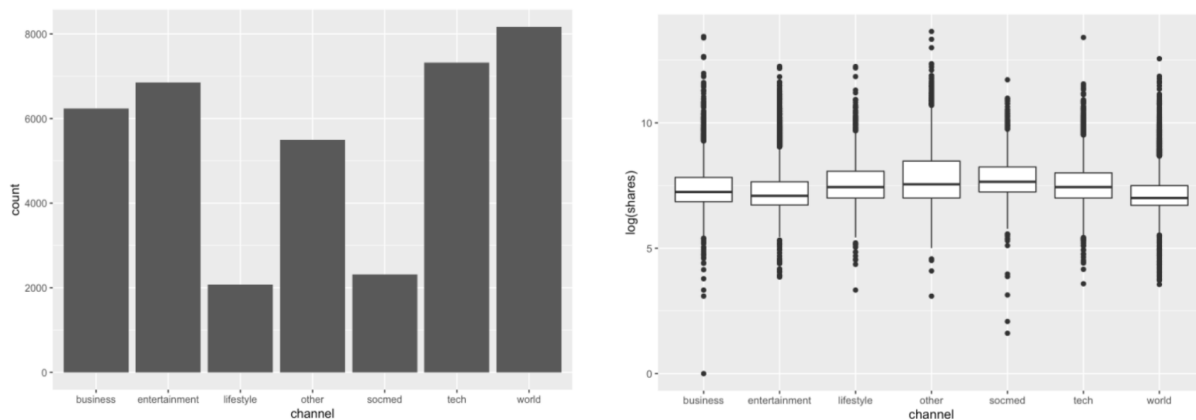 8000
6000
4000
2000
0
count
business entertainment lifestyle other socmed tech world
channel
10
5
0
log(shares)
business entertainment lifestyle other socmed tech world
channel